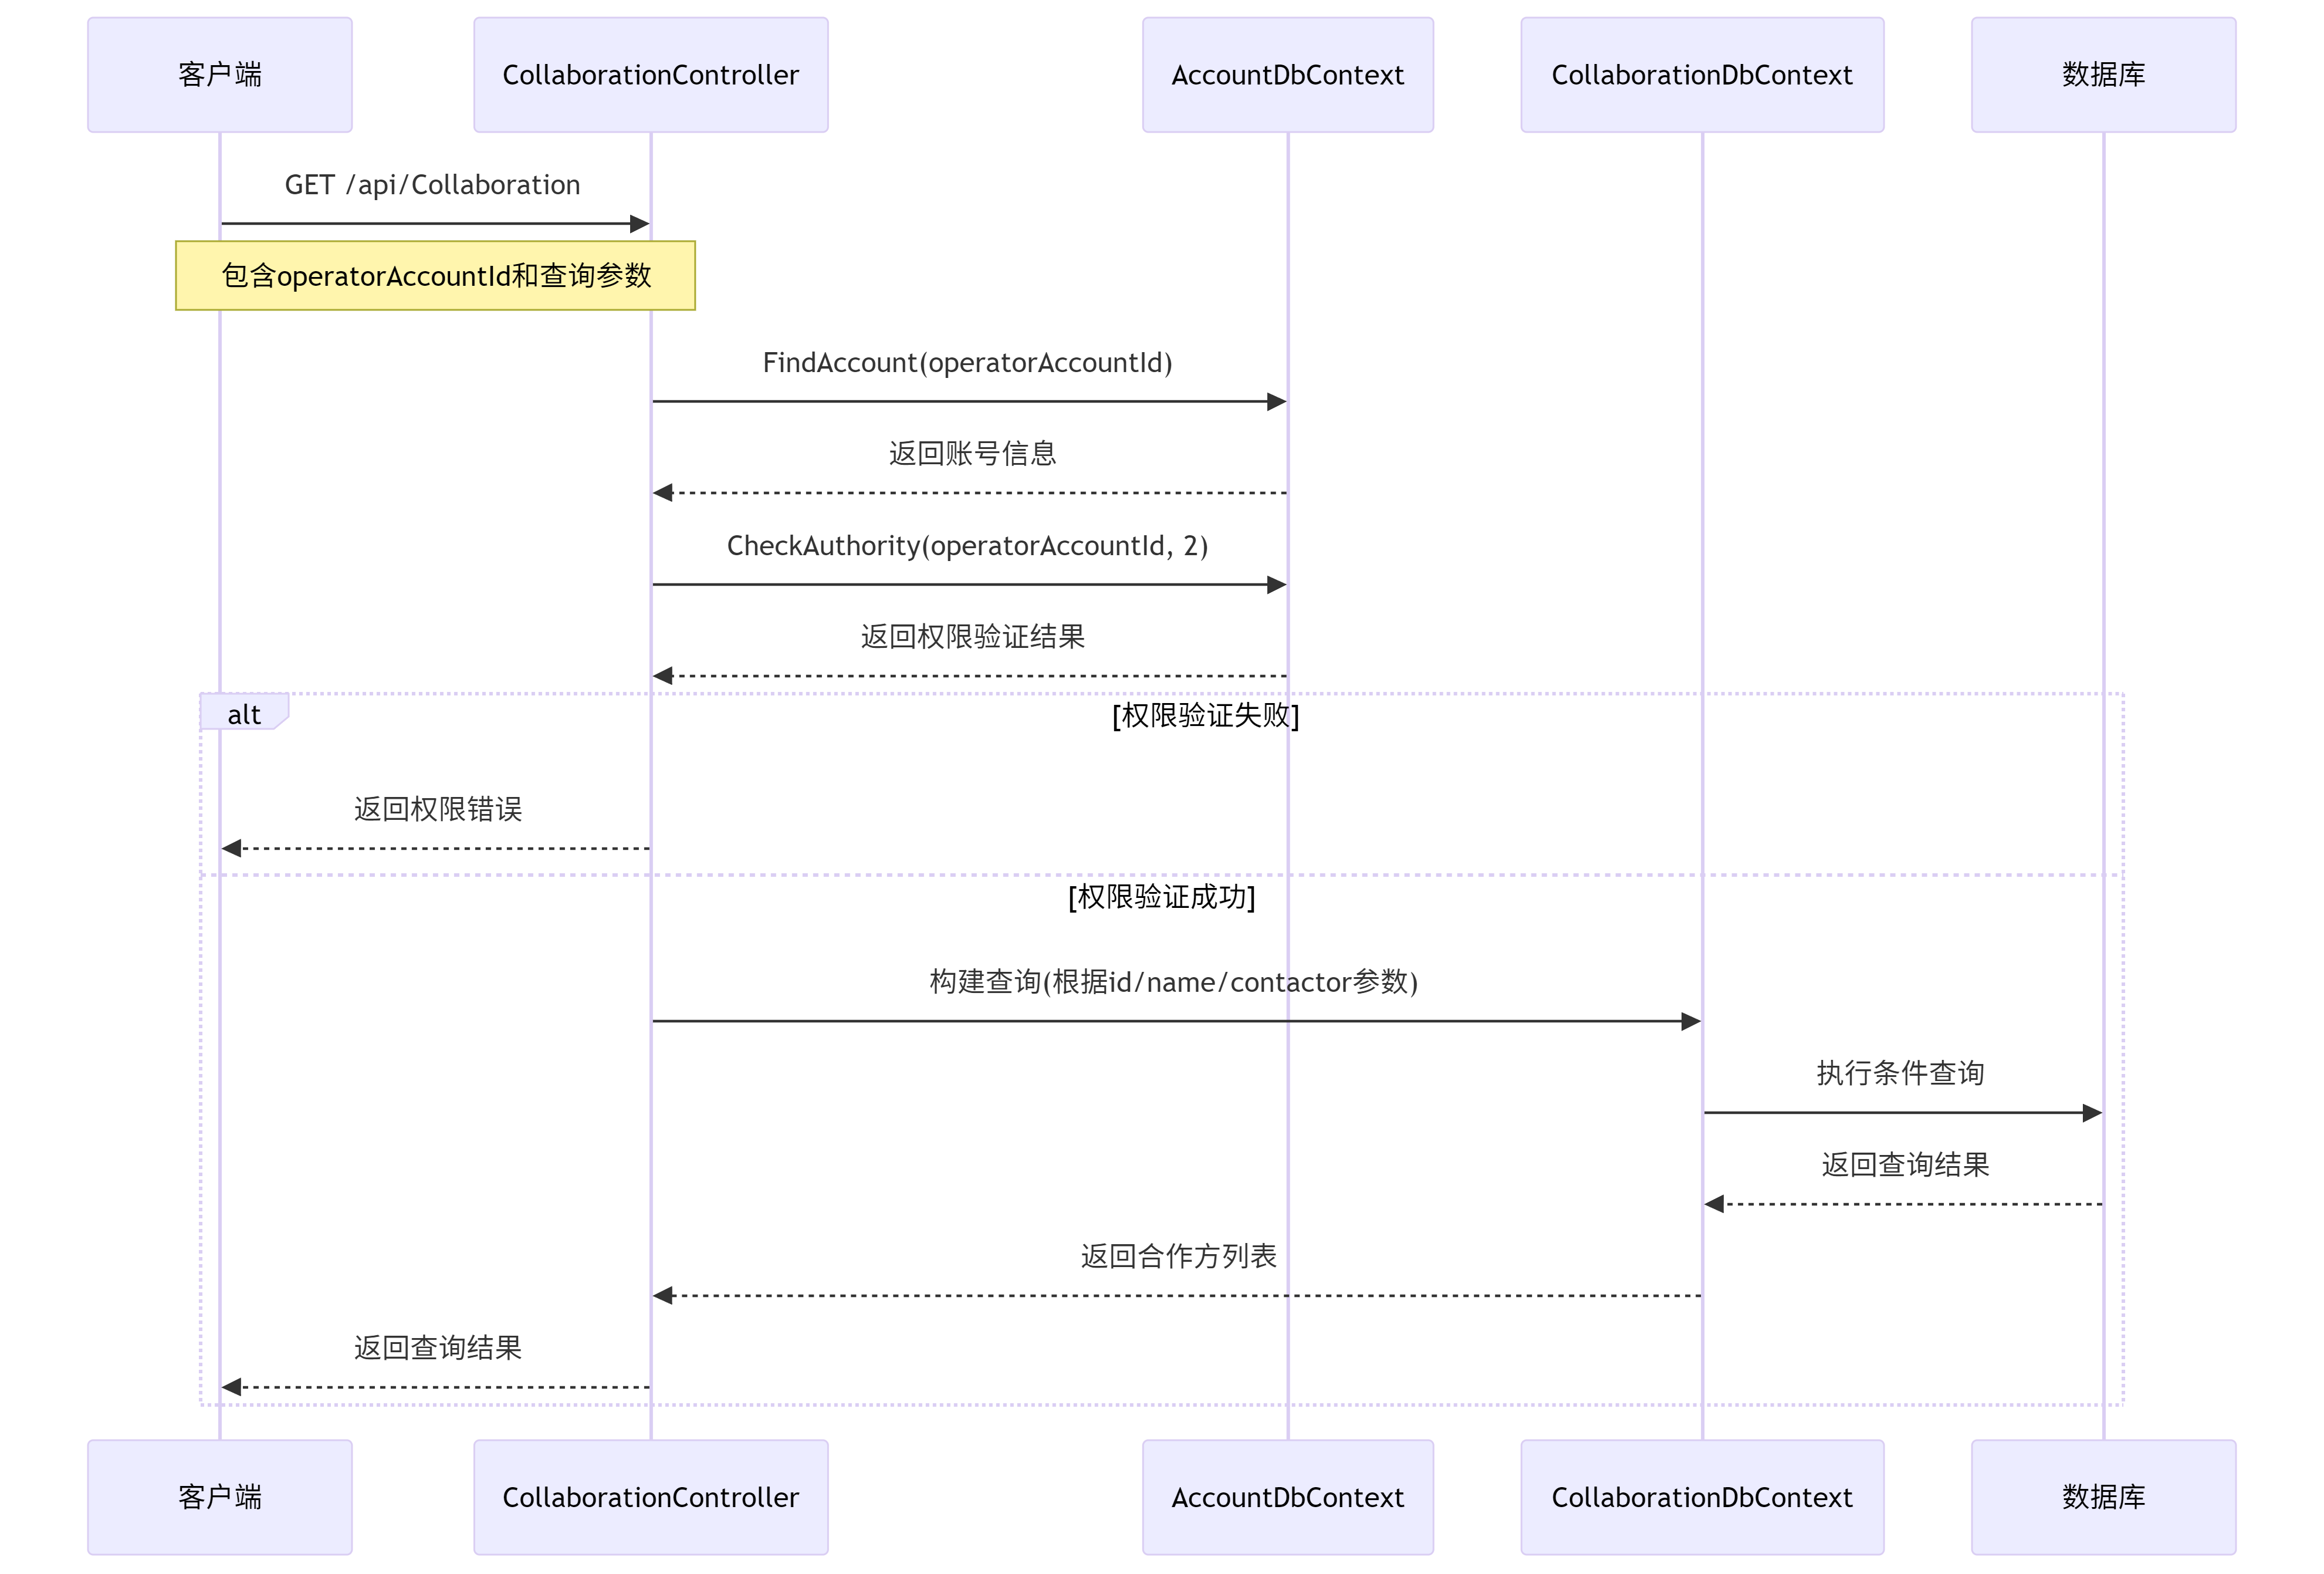 客户端
CollaborationController
AccountDbContext
CollaborationDbContext
数据库
GET /api/Collaboration
包含operatorAccountId和查询参数
FindAccount(operatorAccountId)
返回账号信息
CheckAuthority(operatorAccountId, 2)
返回权限验证结果
alt
[权限验证失败]
返回权限错误
[权限验证成功]
构建查询(根据id/name/contactor参数)
执行条件查询
返回查询结果
返回合作方列表
返回查询结果
客户端
CollaborationController
AccountDbContext
CollaborationDbContext
数据库